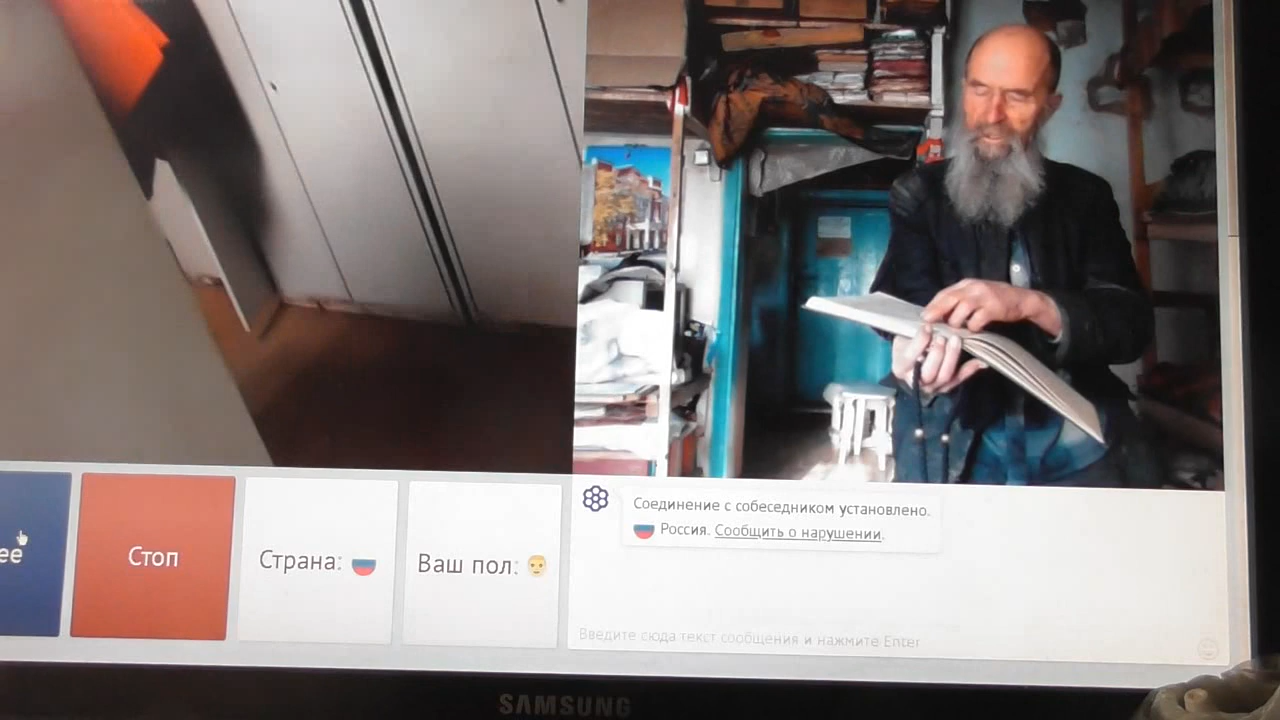 Соединение с собеседником установлено.
Россия. Сообщить о нарушении.
ее
Стоп
Страна:
Ваш пол:
Введите сюда текст сообщения и нажмите Enter
SAMSUNG